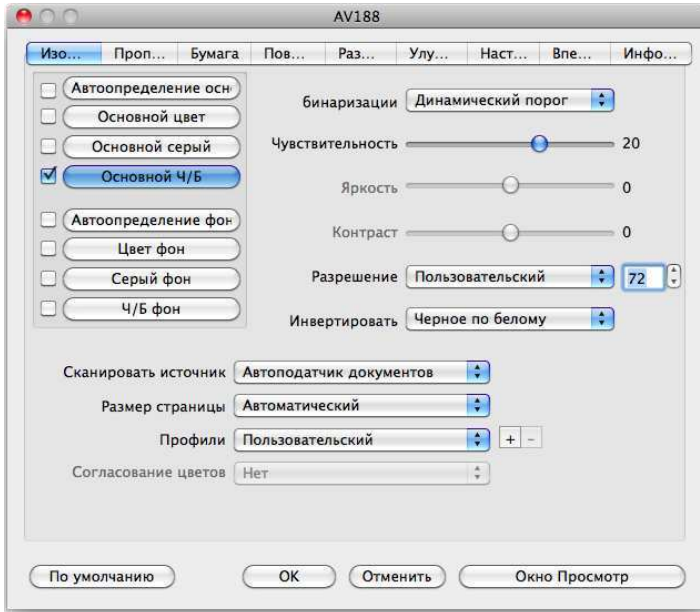 AV188
Изо... Проп... Бумага Пов... Раз... Улу... Наст... Впе... Инфо...
Автоопределение осн
Основной цвет
Основной серый
Основной Ч/Б
Автоопределение фон
Цвет фон
Серый фон
Ч/Б фон
бинаризации Динамический порог
Чувствительность 20
Яркость 0
Контраст 0
Разрешение Пользовательский 72
Инвертировать Черное по белому
Сканировать источник Автоподатчик документов
Размер страницы Автоматический
Профили Пользовательский + -
Согласование цветов Нет
По умолчанию OK Отменить Окно Просмотр